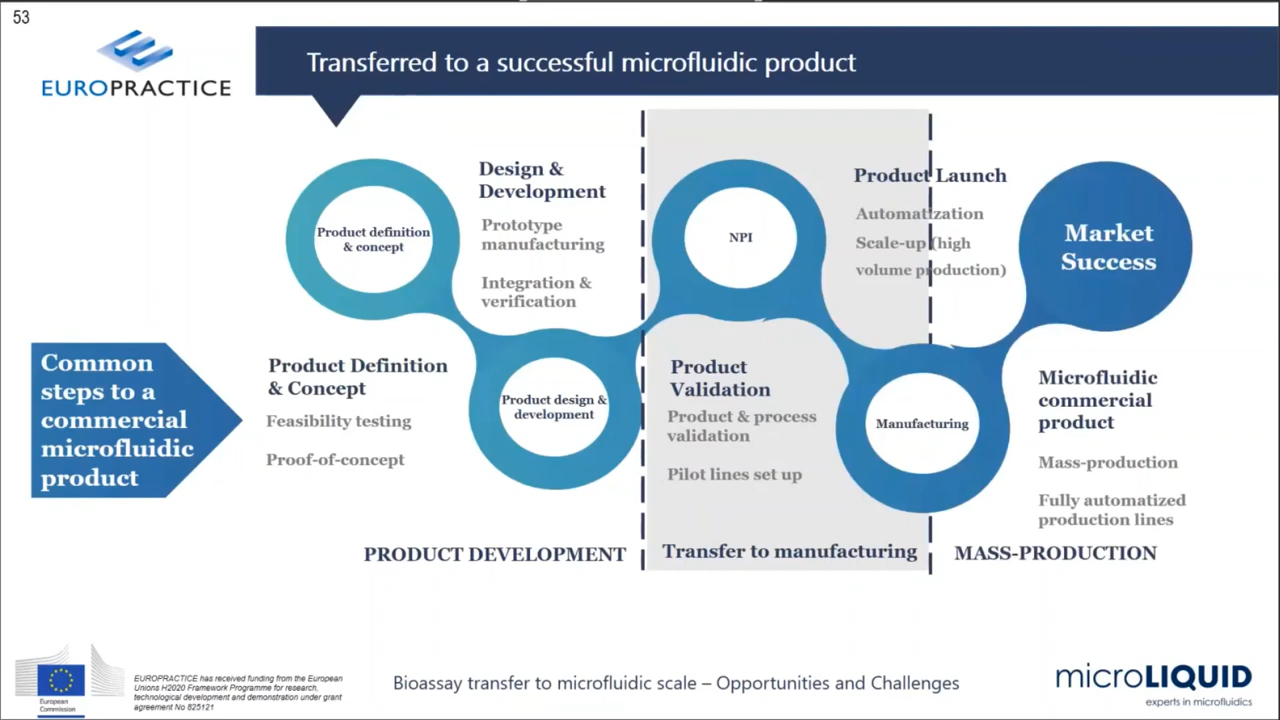 53
EUROPRACTICE
Transferred to a successful microfluidic product
Product definition
& concept
Design &
Development
Prototype
manufacturing
Integration &
verification
NPI
Product Launch
Automatization
Scale-up (high
volume production)
Market
Success
Common
steps to a
commercial
microfluidic
product
Product Definition
& Concept
Feasibility testing
Proof-of-concept
Product design &
development
Product
Validation
Product & process
validation
Pilot lines set up
Manufacturing
Microfluidic
commercial
product
Mass-production
Fully automatized
production lines
PRODUCT DEVELOPMENT
Transfer to manufacturing
MASS-PRODUCTION
European
Commission
EUROPRACTICE has received funding from the European
Unions H2020 Framework Programme for research,
technological development and demonstration under grant
agreement No 825121
Bioassay transfer to microfluidic scale – Opportunities and Challenges
microLIQUID
experts in microfluidics